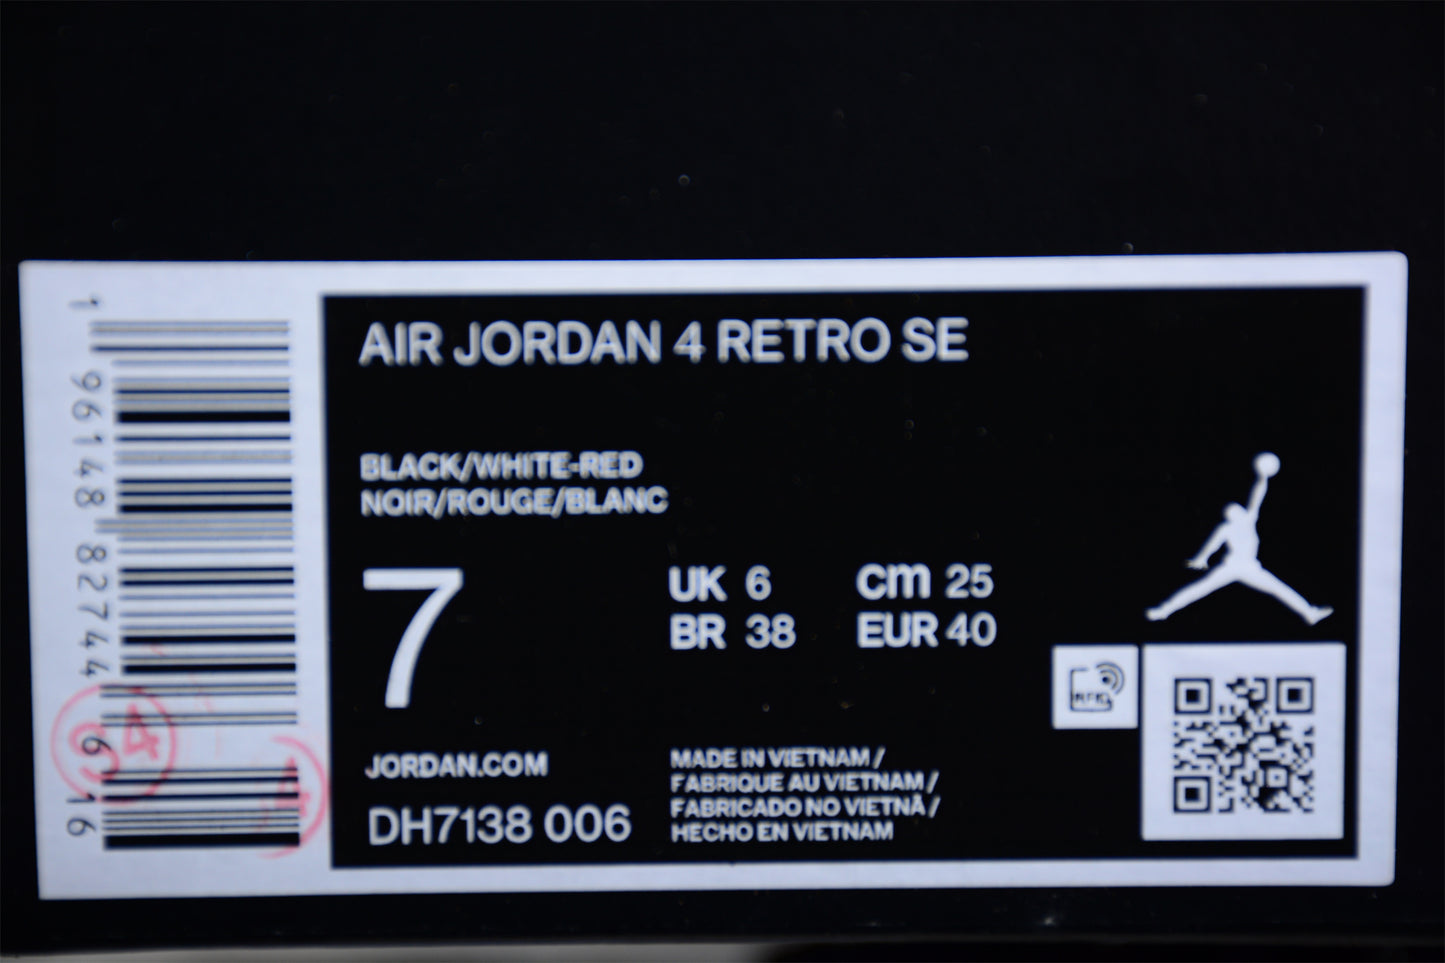 1 96148 82744 6 16
34
AIR JORDAN 4 RETRO SE
BLACK/WHITE-RED
NOIR/ROUGE/BLANC
7
UK 6
cm 25
BR 38
EUR 40
RFID
JORDAN.COM
DH7138 006
MADE IN VIETNAM /
FABRIQUE AU VIETNAM /
FABRICADO NO VIETNÃ /
HECHO EN VIETNAM